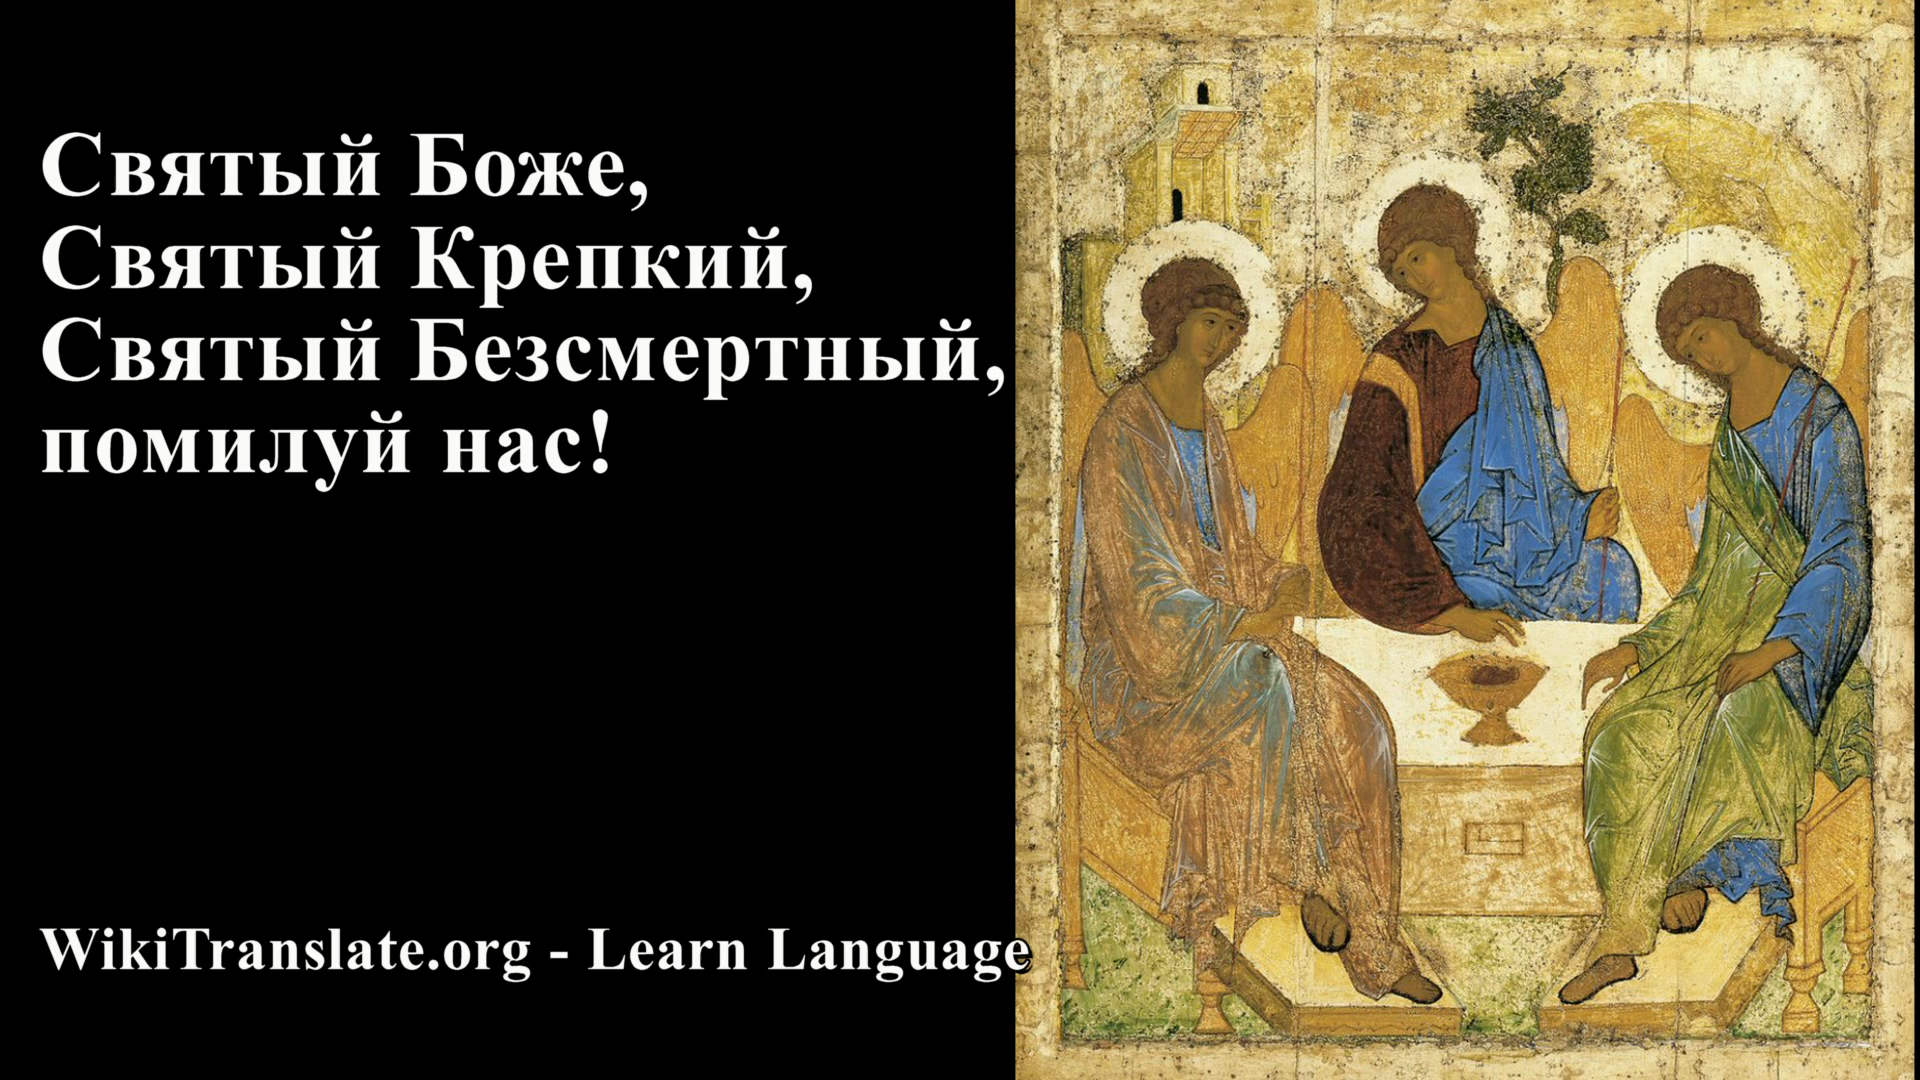 Святый Боже,
Святый Крепкий,
Святый Безсмертный,
помилуй нас!
WikiTranslate.org - Learn Language